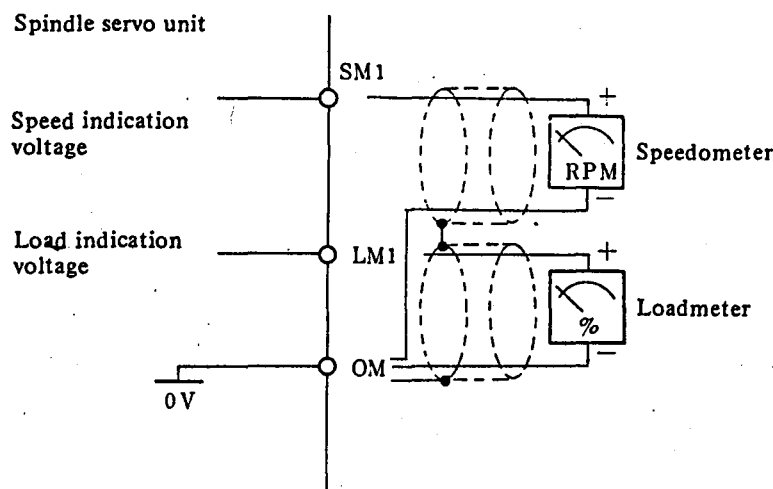 Spindle servo unit
SM1
+
Speed indication
voltage
RPM
Speedometer
−
Load indication
voltage
LM1
+
%
Loadmeter
−
OM
0V